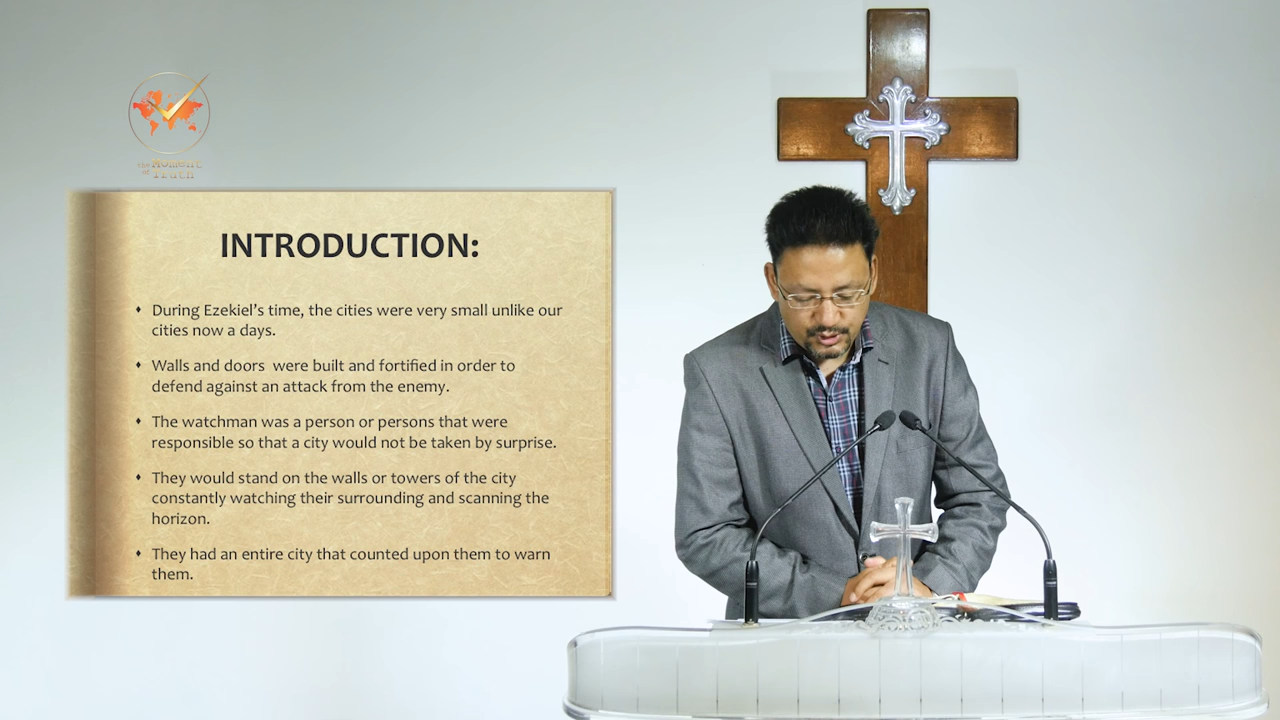 the Moment
of Truth
INTRODUCTION:
During Ezekiel's time, the cities were very small unlike our
cities now a days.
Walls and doors were built and fortified in order to
defend against an attack from the enemy.
The watchman was a person or persons that were
responsible so that a city would not be taken by surprise.
They would stand on the walls or towers of the city
constantly watching their surrounding and scanning the
horizon.
They had an entire city that counted upon them to warn
them.